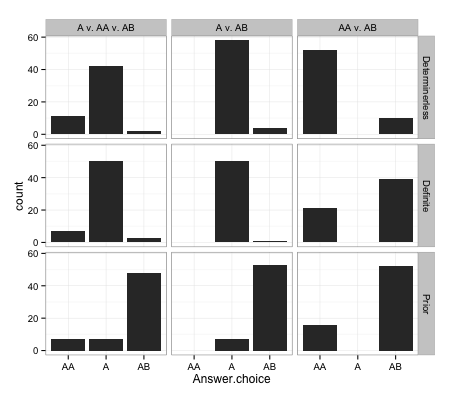 A v. AA v. AB
A v. AB
AA v. AB
60
40
20
0
Determinerless
60
40
20
0
Definite
60
40
20
0
Prior
count
AA
A
AB
AA
A
AB
AA
A
AB
Answer.choice